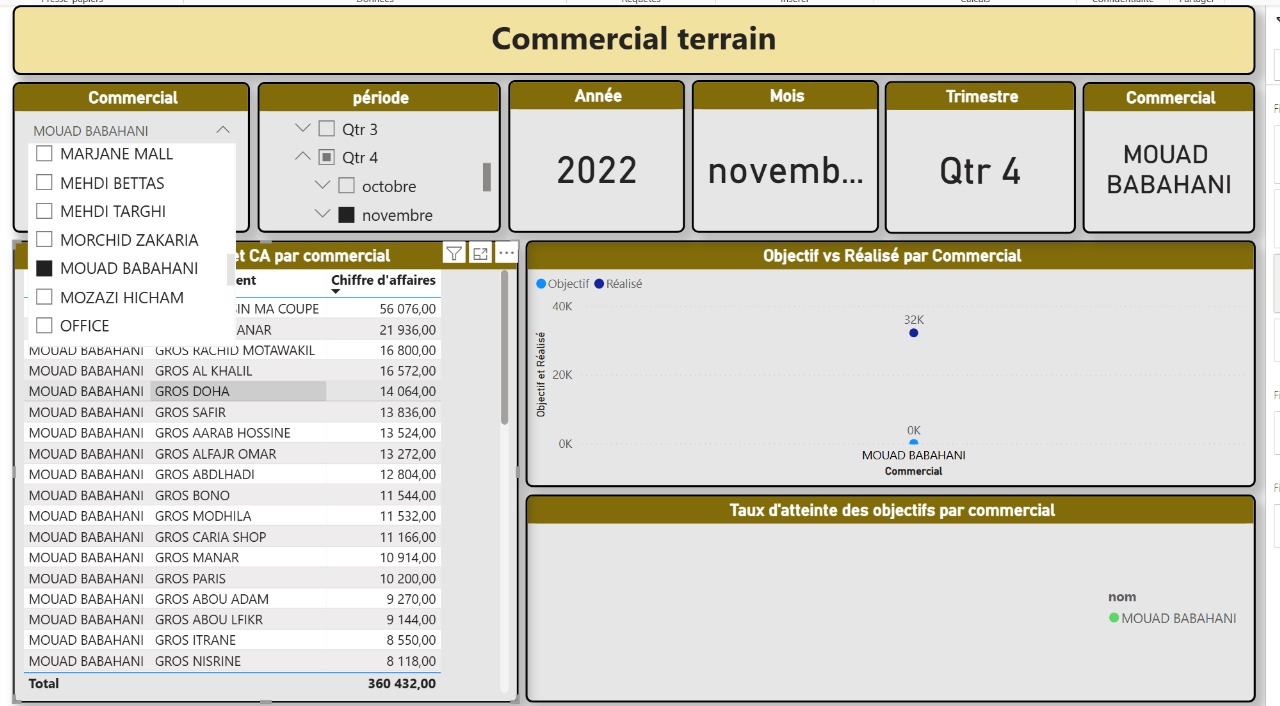 Commercial terrain
Commercial
MOUAD BABAHANI
MARJANE MALL
MEHDI BETTAS
MEHDI TARGHI
MORCHID ZAKARIA
MOUAD BABAHANI
MOZAZI HICHAM
OFFICE
période
Qtr 3
Qtr 4
octobre
novembre
Année
2022
Mois
novemb...
Trimestre
Qtr 4
Commercial
MOUAD
BABAHANI
et CA par commercial
ent Chiffre d'affaires
IN MA COUPE 56 076,00
ANAR 21 936,00
MOUAD BABAHANI GROS RACHID MOTAWAKIL 16 800,00
MOUAD BABAHANI GROS AL KHALIL 16 572,00
MOUAD BABAHANI GROS DOHA 14 064,00
MOUAD BABAHANI GROS SAFIR 13 836,00
MOUAD BABAHANI GROS AARAB HOSSINE 13 524,00
MOUAD BABAHANI GROS ALFAJR OMAR 13 272,00
MOUAD BABAHANI GROS ABDLHADI 12 804,00
MOUAD BABAHANI GROS BONO 11 544,00
MOUAD BABAHANI GROS MODHILA 11 532,00
MOUAD BABAHANI GROS CARIA SHOP 11 166,00
MOUAD BABAHANI GROS MANAR 10 914,00
MOUAD BABAHANI GROS PARIS 10 200,00
MOUAD BABAHANI GROS ABOU ADAM 9 270,00
MOUAD BABAHANI GROS ABOU LFIKR 9 144,00
MOUAD BABAHANI GROS ITRANE 8 550,00
MOUAD BABAHANI GROS NISRINE 8 118,00
Total 360 432,00
Objectif vs Réalisé par Commercial
Objectif Réalisé
Objectif et Réalisé
40K
32K
20K
0K
0K
MOUAD BABAHANI
Commercial
Taux d'atteinte des objectifs par commercial
nom
MOUAD BABAHANI